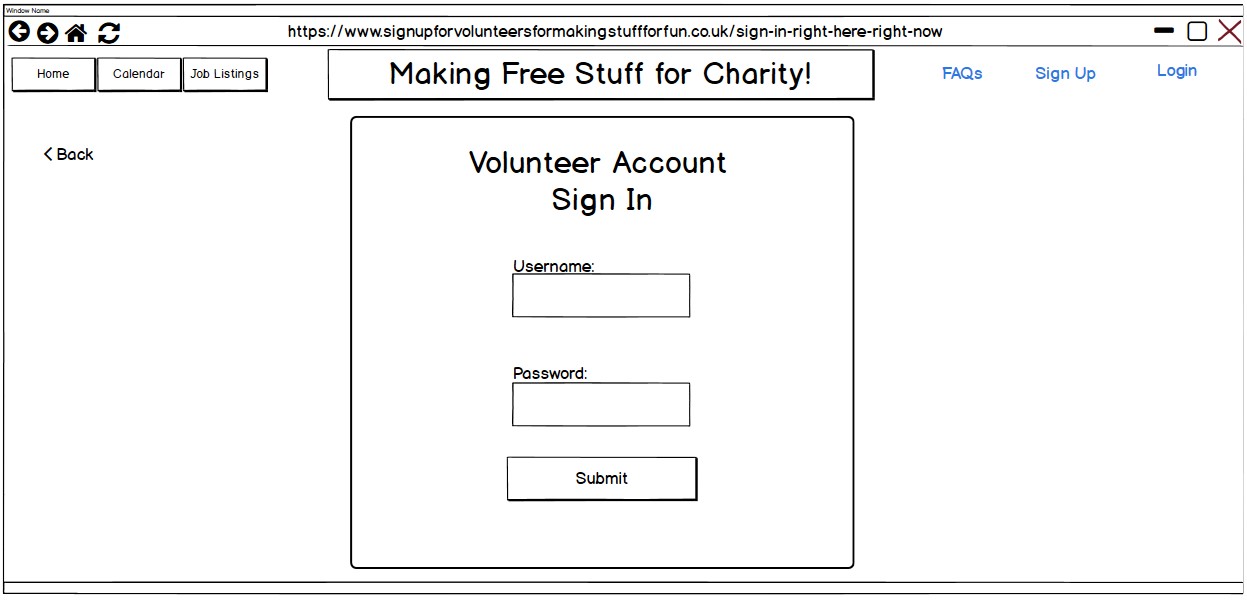 Window Name
https://www.signupforvolunteersformakingstuffforfun.co.uk/sign-in-right-here-right-now
Home Calendar Job Listings Making Free Stuff for Charity! FAQs Sign Up Login
Back
Volunteer Account
Sign In
Username:
Password:
Submit